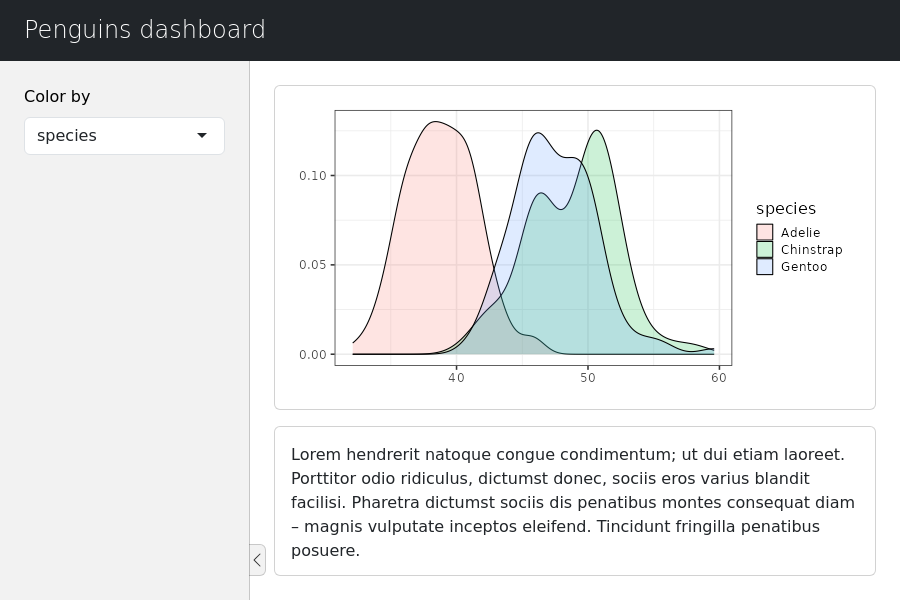 Penguins dashboard
Color by
species
0.10
0.05
0.00
40 50 60
species
Adelie
Chinstrap
Gentoo
Lorem hendrerit natoque congue condimentum; ut dui etiam laoreet.
Porttitor odio ridiculus, dictumst donec, sociis eros varius blandit
facilisi. Pharetra dictumst sociis dis penatibus montes consequat diam
– magnis vulputate inceptos eleifend. Tincidunt fringilla penatibus
posuere.